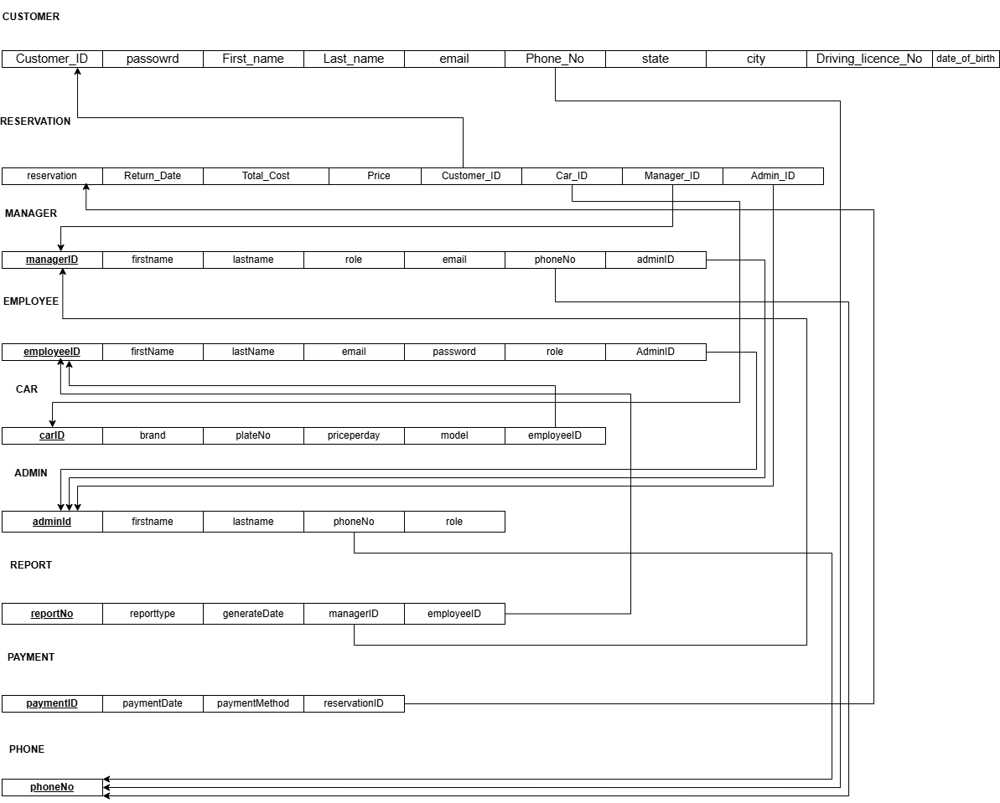 CUSTOMER
Customer_ID passowrd First_name Last_name email Phone_No state city Driving_licence_No date_of_birth
RESERVATION
reservation Return_Date Total_Cost Price Customer_ID Car_ID Manager_ID Admin_ID
MANAGER
managerID firstname lastname role email phoneNo adminID
EMPLOYEE
employeeID firstName lastName email password role AdminID
CAR
carID brand plateNo priceperday model employeeID
ADMIN
adminId firstname lastname phoneNo role
REPORT
reportNo reporttype generateDate managerID employeeID
PAYMENT
paymentID paymentDate paymentMethod reservationID
PHONE
phoneNo